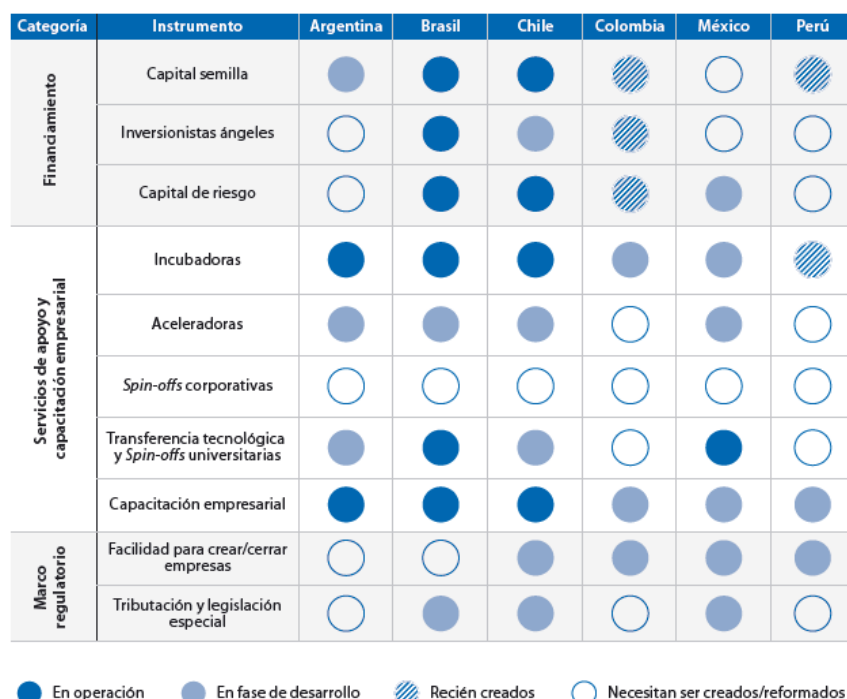 Categoría Instrumento Argentina Brasil Chile Colombia México Perú
Financiamiento
Capital semilla
Inversionistas ángeles
Capital de riesgo
Servicios de apoyo y
capacitación empresarial
Incubadoras
Aceleradoras
Spin-offs corporativas
Transferencia tecnológica
y Spin-offs universitarias
Capacitación empresarial
Marco
regulatorio
Facilidad para crear/cerrar
empresas
Tributación y legislación
especial
En operación En fase de desarrollo Recién creados Necesitan ser creados/reformados